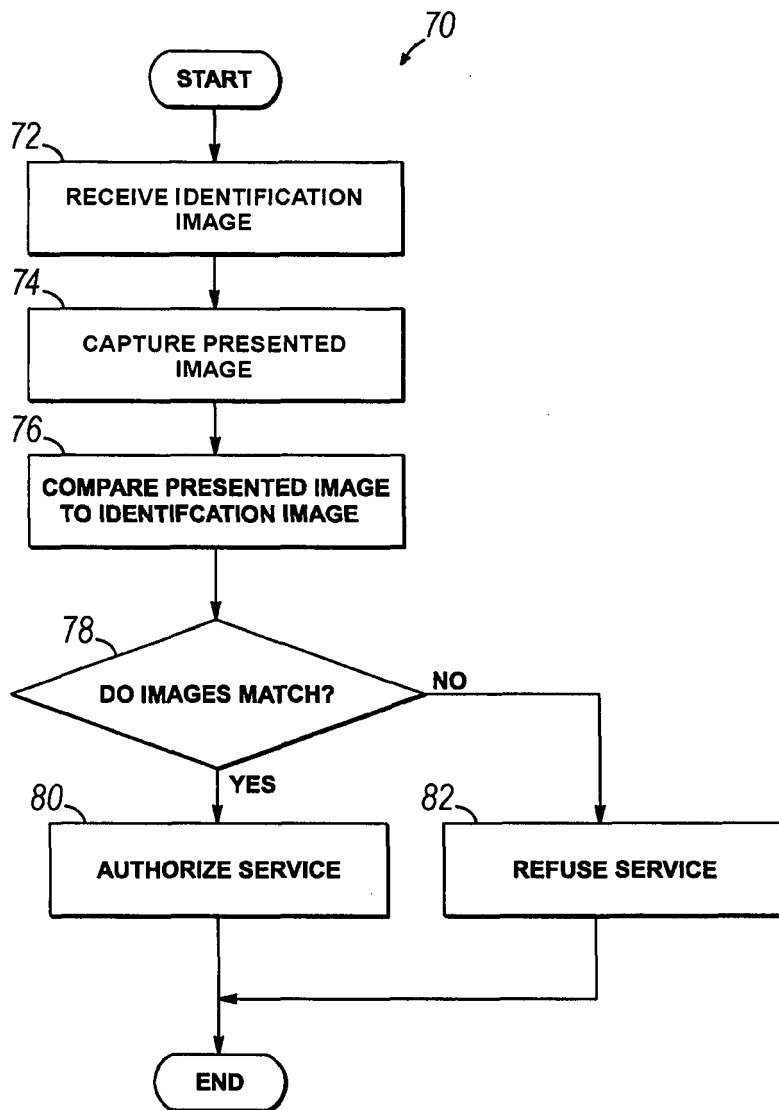 70
START
72
RECEIVE IDENTIFICATION
IMAGE
74
CAPTURE PRESENTED
IMAGE
76
COMPARE PRESENTED IMAGE
TO IDENTIFCATION IMAGE
78
DO IMAGES MATCH?
NO
YES
80
AUTHORIZE SERVICE
82
REFUSE SERVICE
END